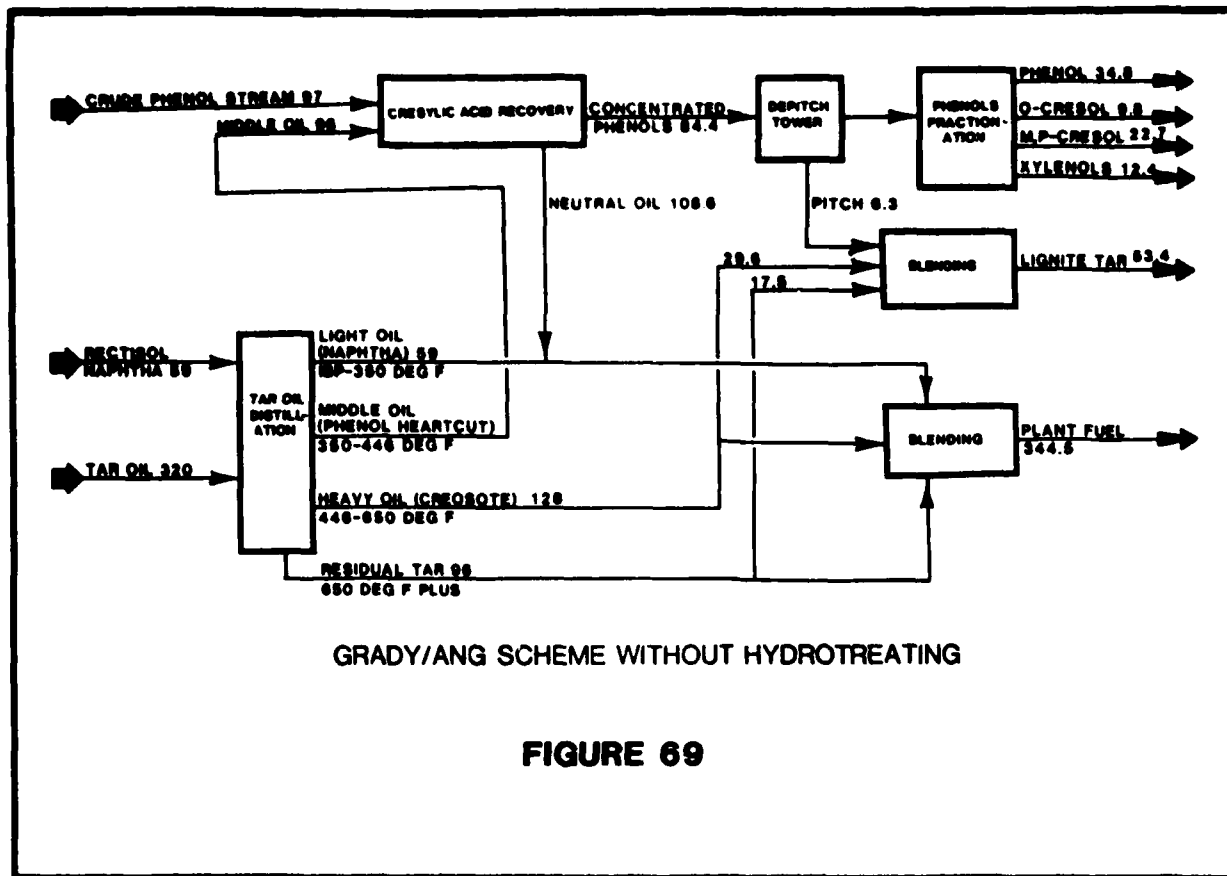 CRUDE PHENOL STREAM 97
MIDDLE OIL 96
CRESYLIC ACID RECOVERY
CONCENTRATED
PHENOLS 84.4
DEPITCH
TOWER
PHENOLS
FRACTION-
ATION
PHENOL 34.8
O-CRESOL 9.8
M,P-CRESOL 22.7
XYLENOLS 12.4
NEUTRAL OIL 108.6
PITCH 6.3
29.6
17.5
BLENDING
LIGNITE TAR 53.4
RECTISOL
NAPHTHA 59
TAR OIL 320
TAR OIL
DISTILL-
ATION
LIGHT OIL
(NAPHTHA) 59
IBP-350 DEG F
MIDDLE OIL
(PHENOL HEARTCUT)
350-446 DEG F
HEAVY OIL (CREOSOTE) 128
446-650 DEG F
RESIDUAL TAR 96
650 DEG F PLUS
BLENDING
PLANT FUEL
344.5
GRADY/ANG SCHEME WITHOUT HYDROTREATING
FIGURE 69